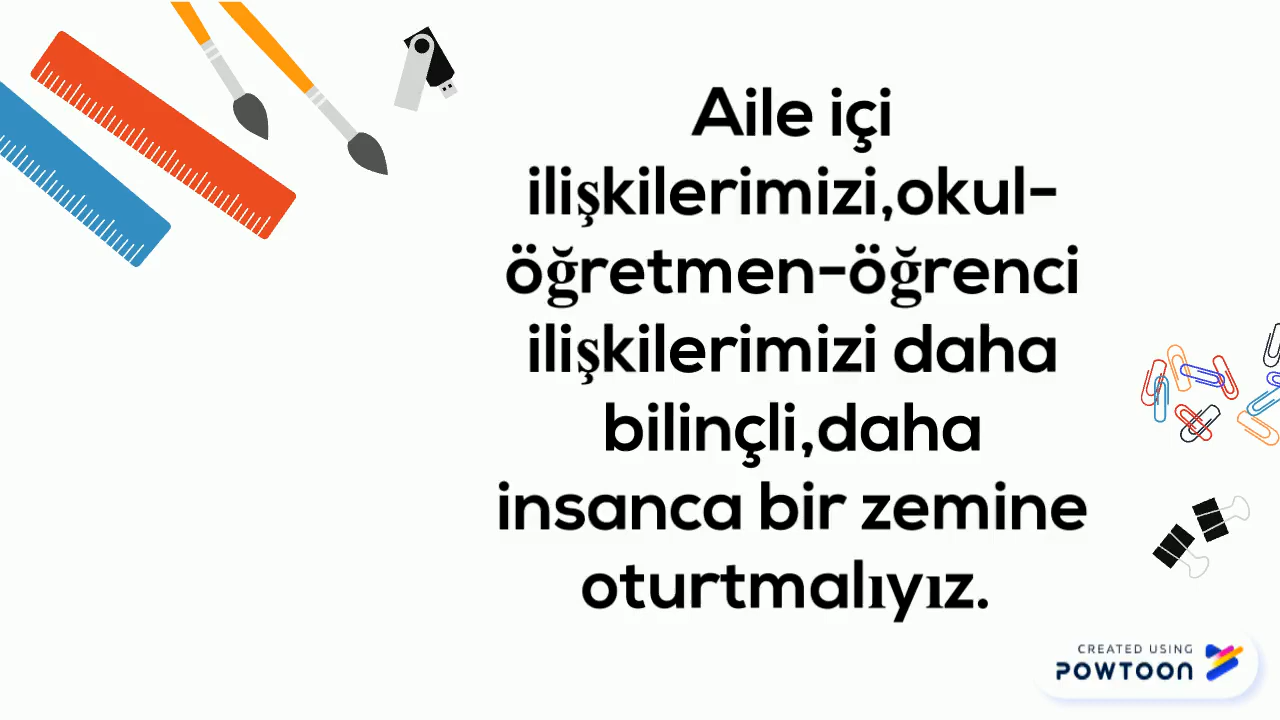 Aile içi
ilişkilerimizi,okul-
öğretmen-öğrenci
ilişkilerimizi daha
bilinçli,daha
insanca bir zemine
oturtmalıyız.
CREATED USING
POWTOON